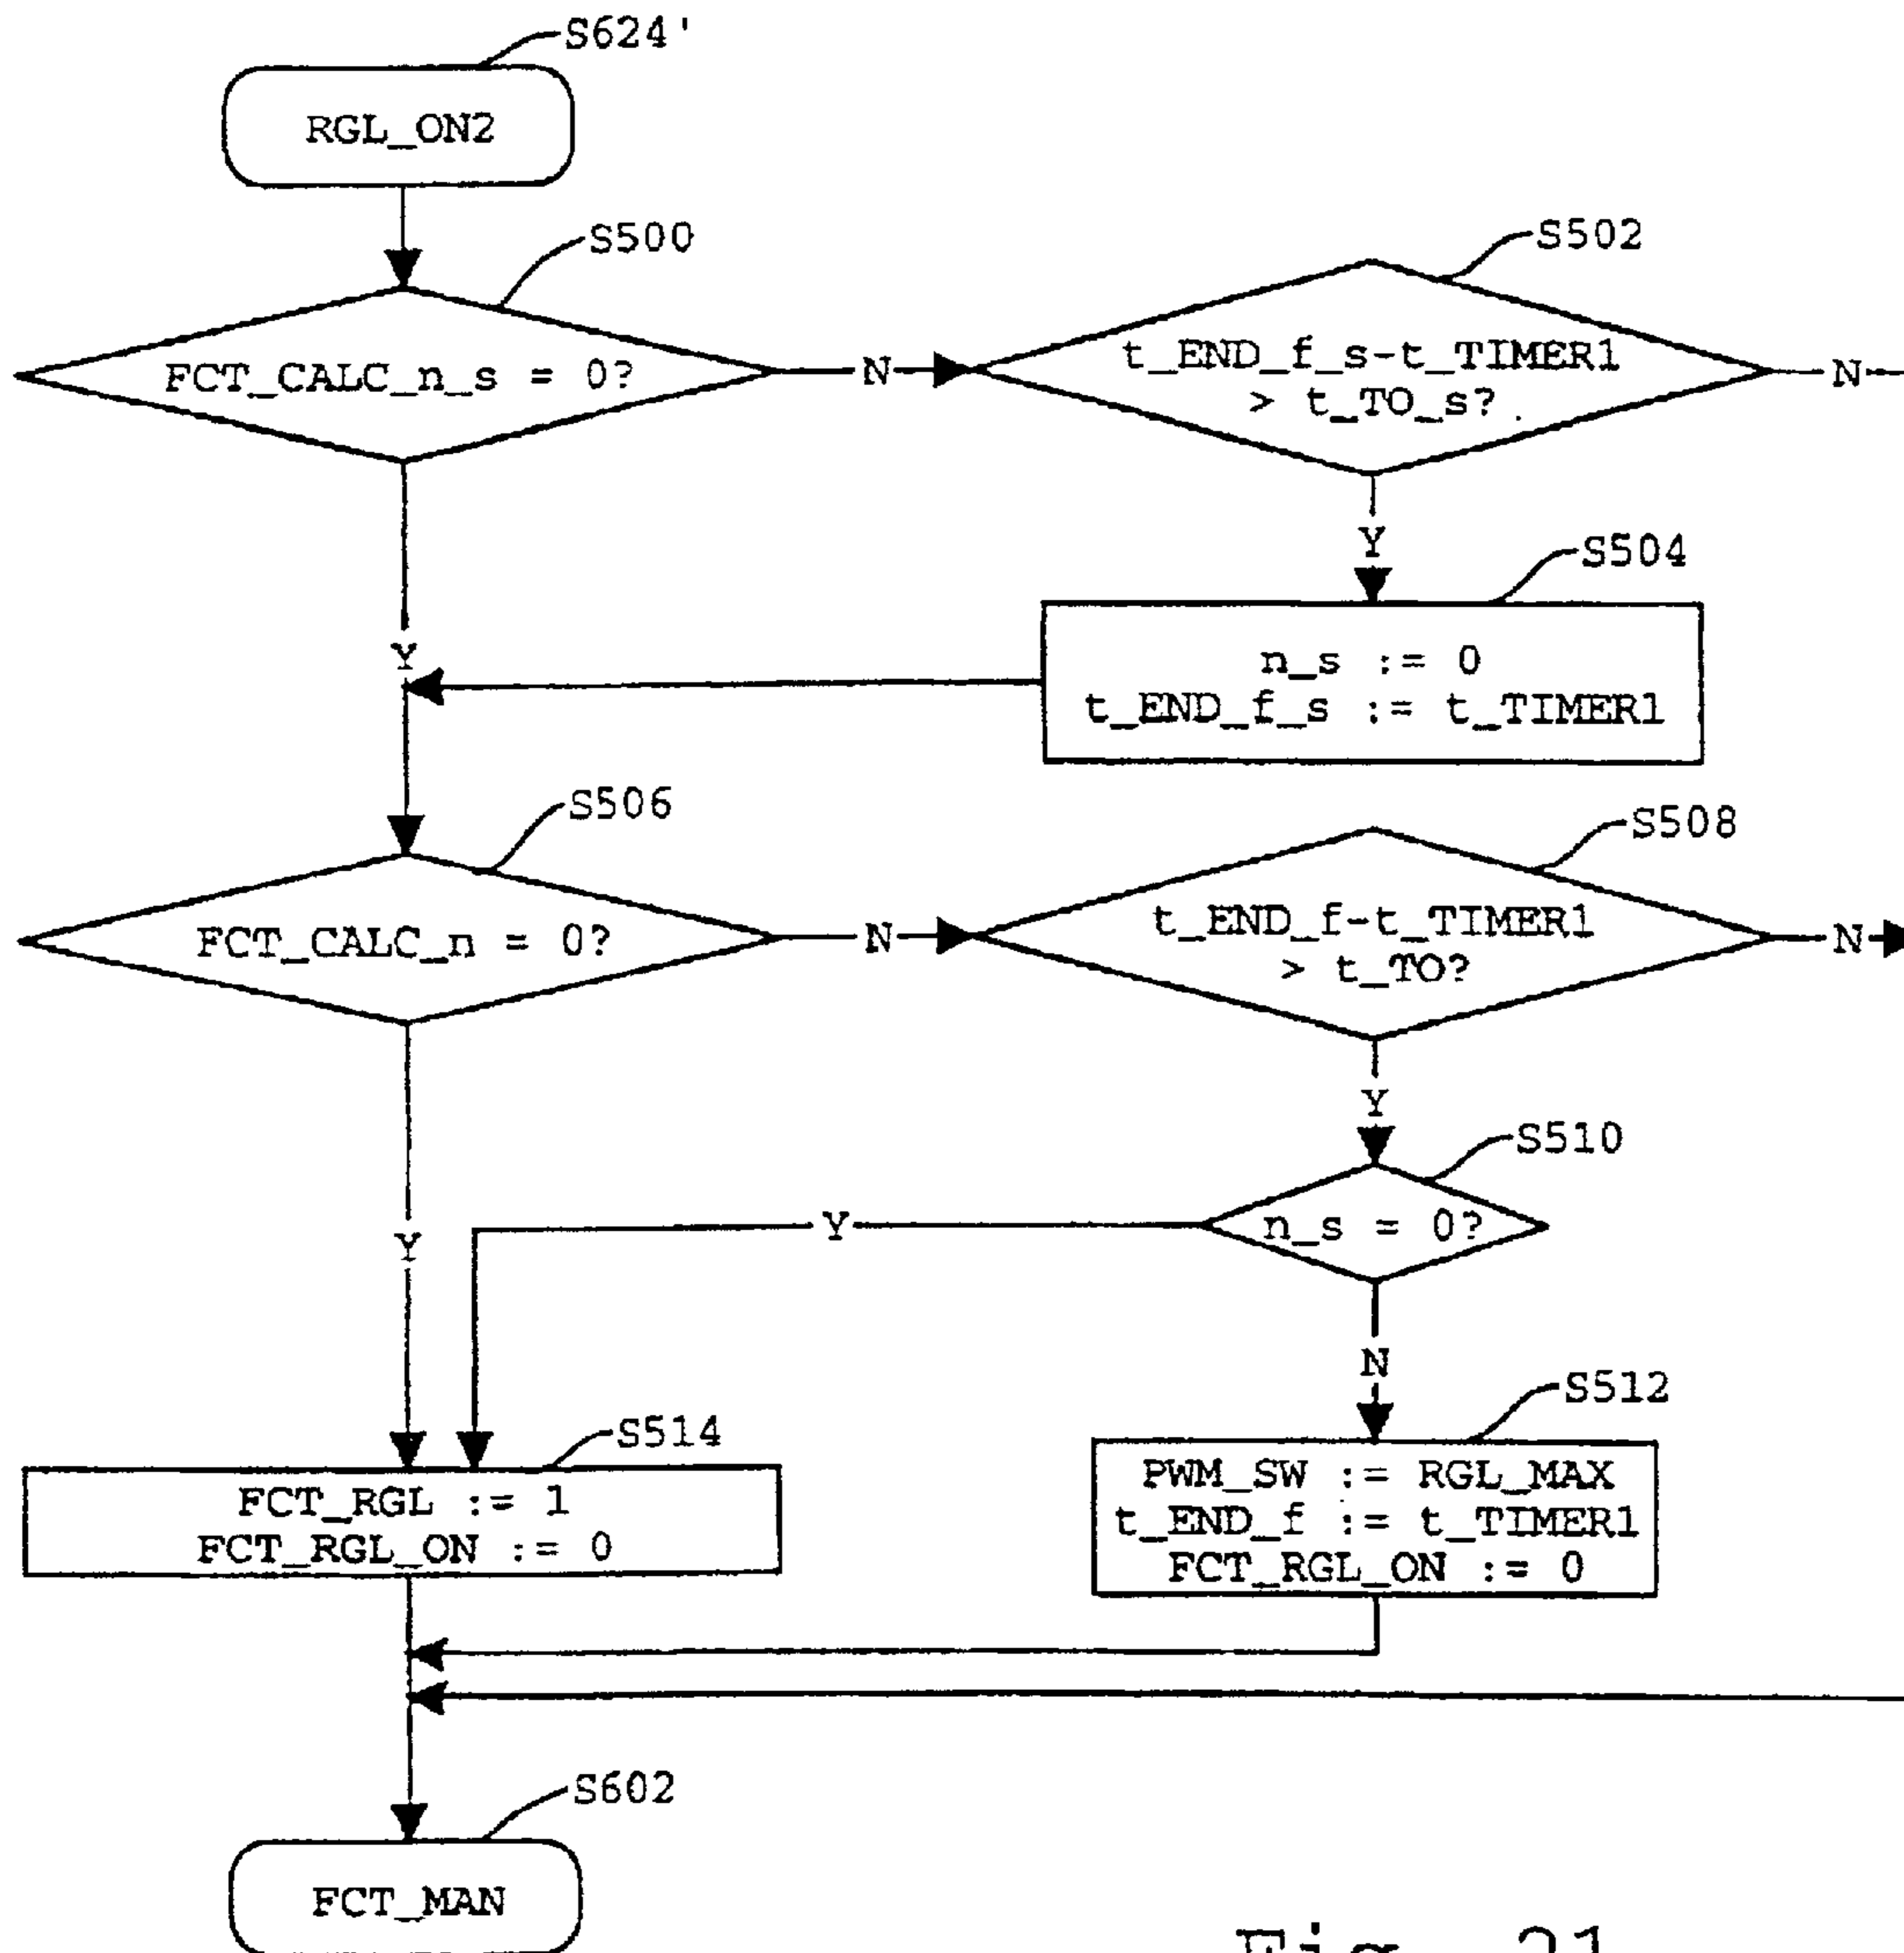 S624'
RGL_ON2
S500
FCT_CALC_n_s = 0?
N
S502
t_END_f_s-t_TIMER1
> t_TO_s?
N
Y
S504
n_s := 0
t_END_f_s := t_TIMER1
Y
S506
FCT_CALC_n = 0?
N
S508
t_END_f-t_TIMER1
> t_TO?
N
Y
S510
n_s = 0?
Y
Y
N
S512
PWM_SW := RGL_MAX
t_END_f := t_TIMER1
FCT_RGL_ON := 0
S514
FCT_RGL := 1
FCT_RGL_ON := 0
S602
FCT_MAN
Fig. 21